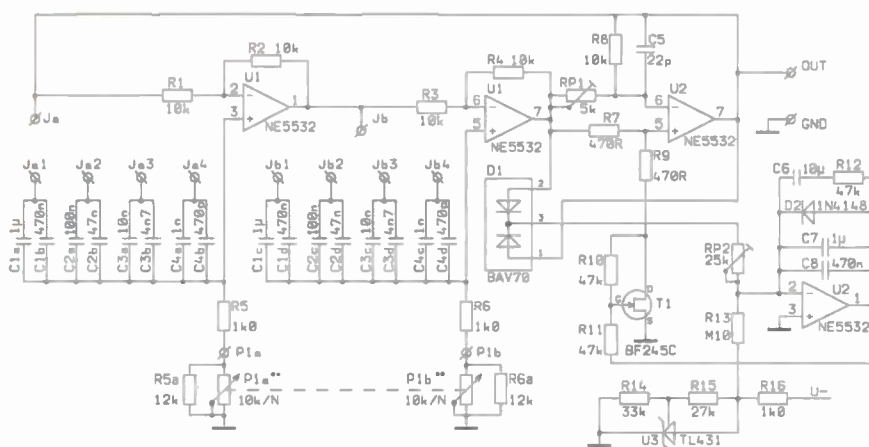 R2 10k
U1
R1
10k
2
3
1
NE5532
Ja
Jb
R3
10k
R4 10k
U1
6
5
7
NE5532
R8
10k
C5
22p
RP1
5k
U2
6
5
7
NE5532
R7
470R
R9
470R
OUT
GND
Ja1
Ja2
Ja3
Ja4
1µ
470n
100n
47n
10n
4n7
1n
470p
C1a
C1b
C2a
C2b
C3a
C3b
C4a
C4b
Jb1
Jb2
Jb3
Jb4
1µ
470n
100n
47n
10n
4n7
1n
470p
C1c
C1d
C2c
C2d
C3c
C3d
C4c
C4d
D1
2
3
1
BAV70
C6
10µ
R12
47k
D2
1N4148
C7
1µ
C8
470n
RP2
25k
U2
2
3
1
NE5532
R10
47k
R11
47k
G
D
S
T1
BF245C
R13
M10
R5
1k0
P1a
R5a
12k
P1a**
10k/N
R6
1k0
P1b
P1b**
10k/N
R6a
12k
R14
33k
R15
27k
R16
1k0
U-
U3
TL431